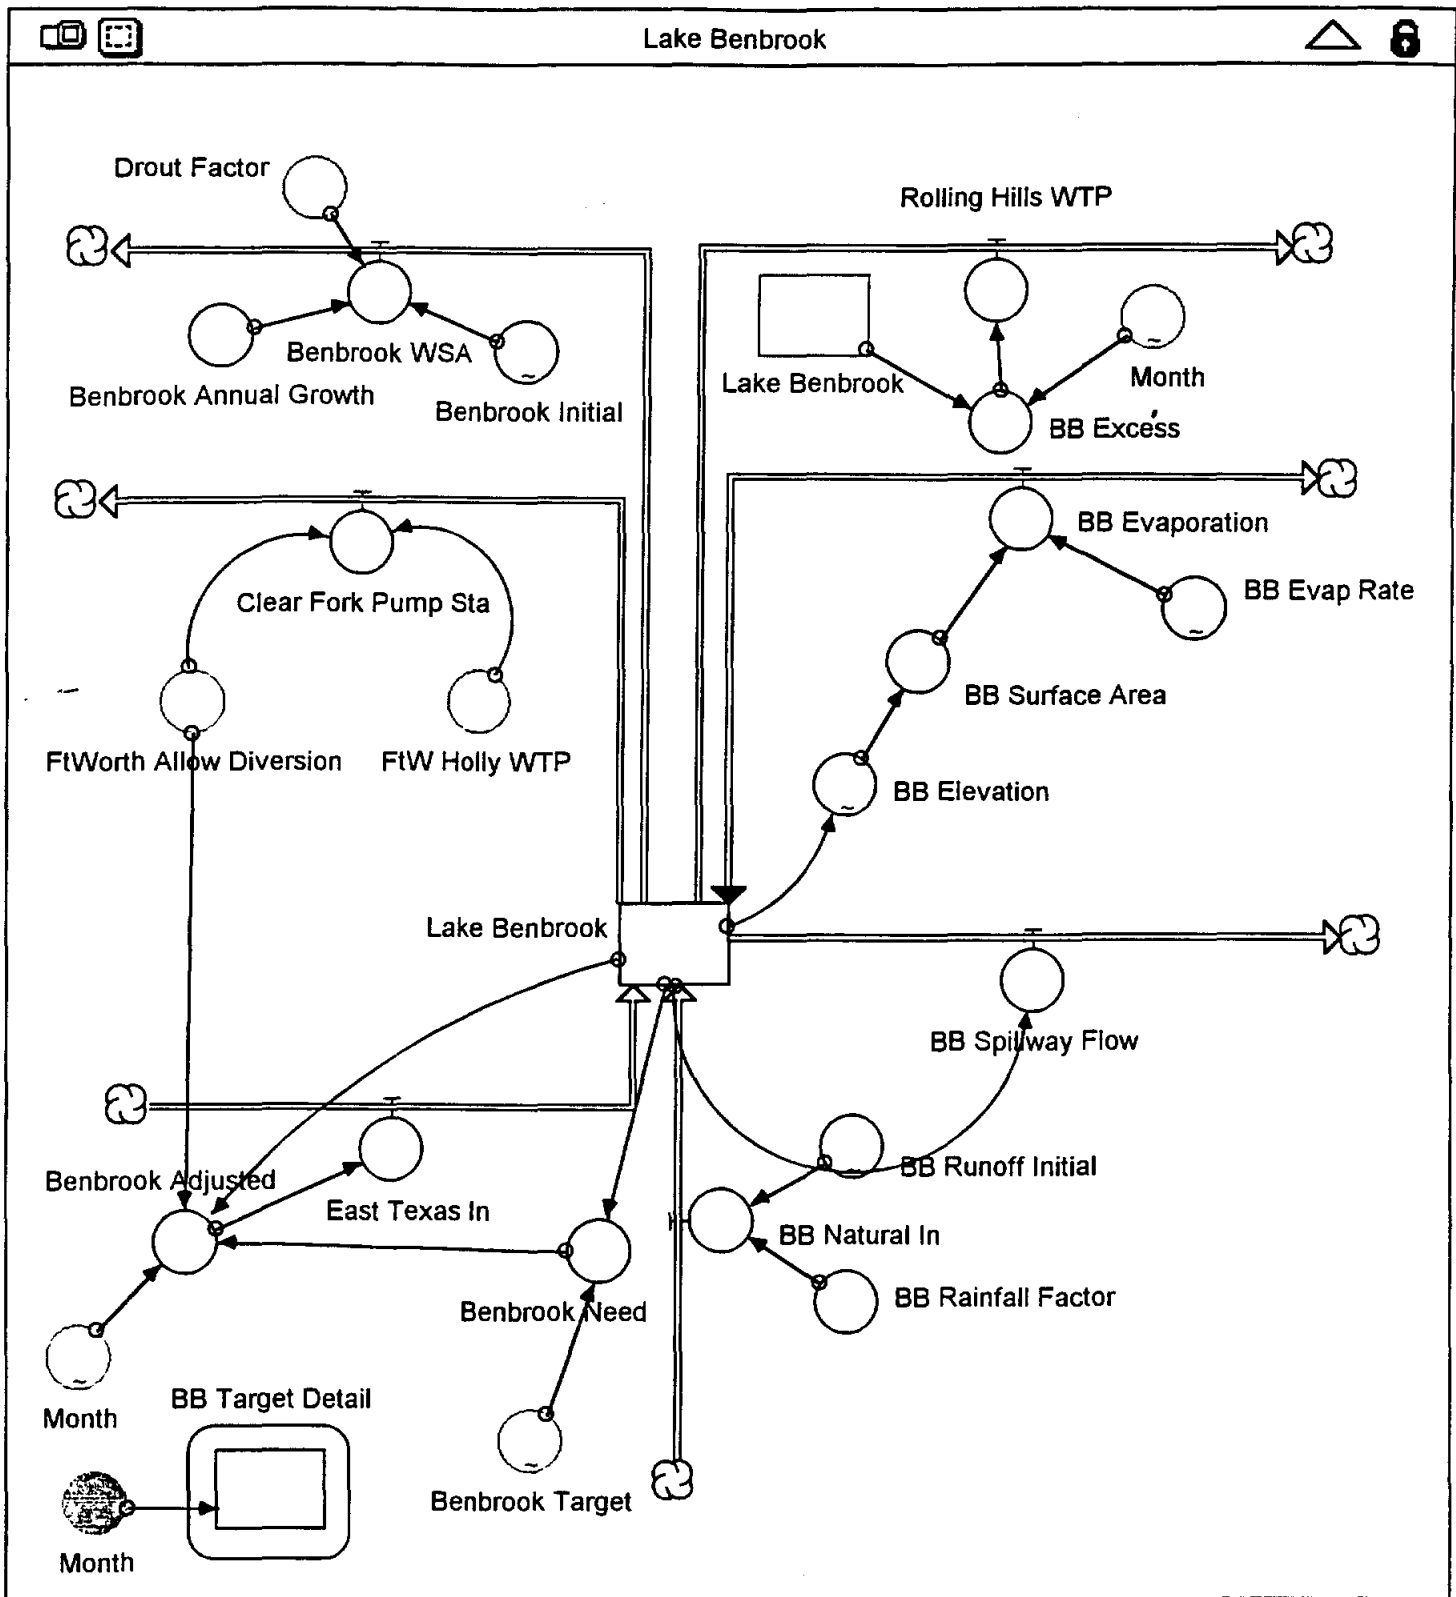 Lake Benbrook
Drout Factor
Rolling Hills WTP
Benbrook WSA
Benbrook Annual Growth
Benbrook Initial
Lake Benbrook
Month
BB Excess
BB Evaporation
BB Evap Rate
Clear Fork Pump Sta
BB Surface Area
FtWorth Allow Diversion
FtW Holly WTP
BB Elevation
Lake Benbrook
BB Spillway Flow
Benbrook Adjusted
East Texas In
BB Runoff Initial
BB Natural In
BB Rainfall Factor
Benbrook Need
Month
BB Target Detail
Benbrook Target
Month